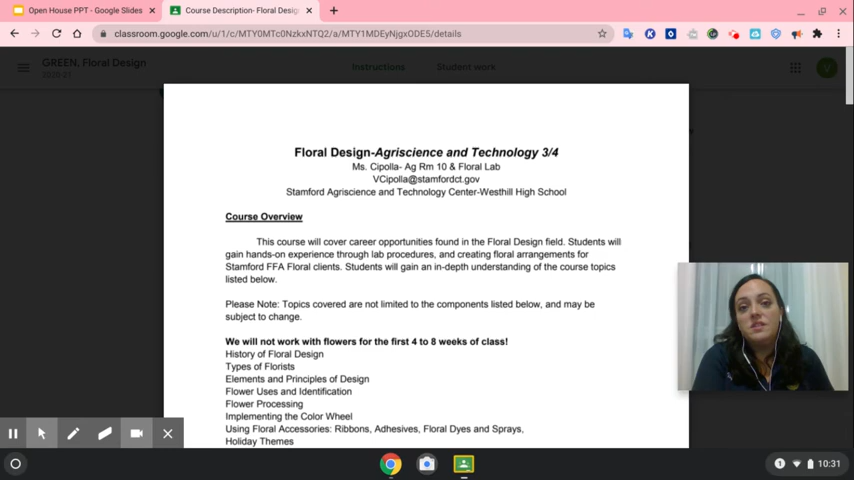 Open House PPT - Google Slides
Course Description- Floral Desig
classroom.google.com/u/1/c/MTY0MTc0NzkxNTQ2/a/MTY1MDEyNjgxODE5/details
GREEN, Floral Design
2020-21
Instructions
Student work
V
Floral Design-Agriscience and Technology 3/4
Ms. Cipolla- Ag Rm 10 & Floral Lab
VCipolla@stamfordct.gov
Stamford Agriscience and Technology Center-Westhill High School
Course Overview
This course will cover career opportunities found in the Floral Design field. Students will
gain hands-on experience through lab procedures, and creating floral arrangements for
Stamford FFA Floral clients. Students will gain an in-depth understanding of the course topics
listed below.
Please Note: Topics covered are not limited to the components listed below, and may be
subject to change.
We will not work with flowers for the first 4 to 8 weeks of class!
History of Floral Design
Types of Florists
Elements and Principles of Design
Flower Uses and Identification
Flower Processing
Implementing the Color Wheel
Using Floral Accessories: Ribbons, Adhesives, Floral Dyes and Sprays,
Holiday Themes
1
10:31